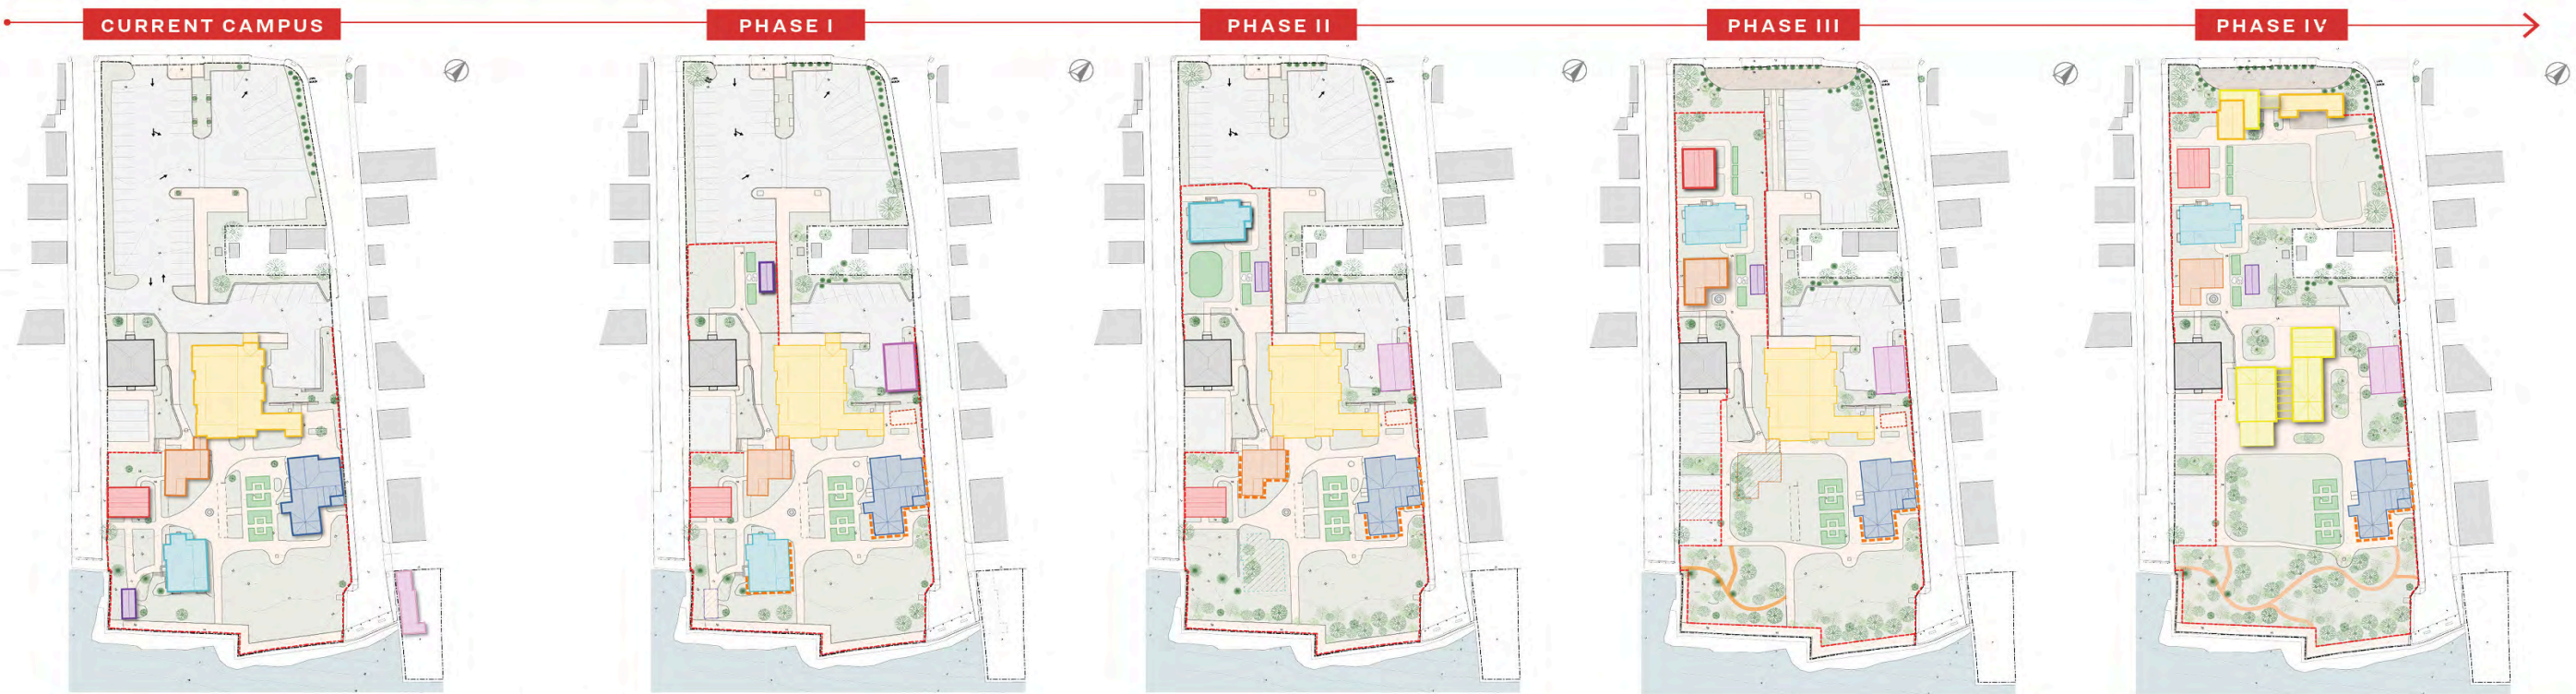 CURRENT CAMPUS
PHASE I
PHASE II
PHASE III
PHASE IV